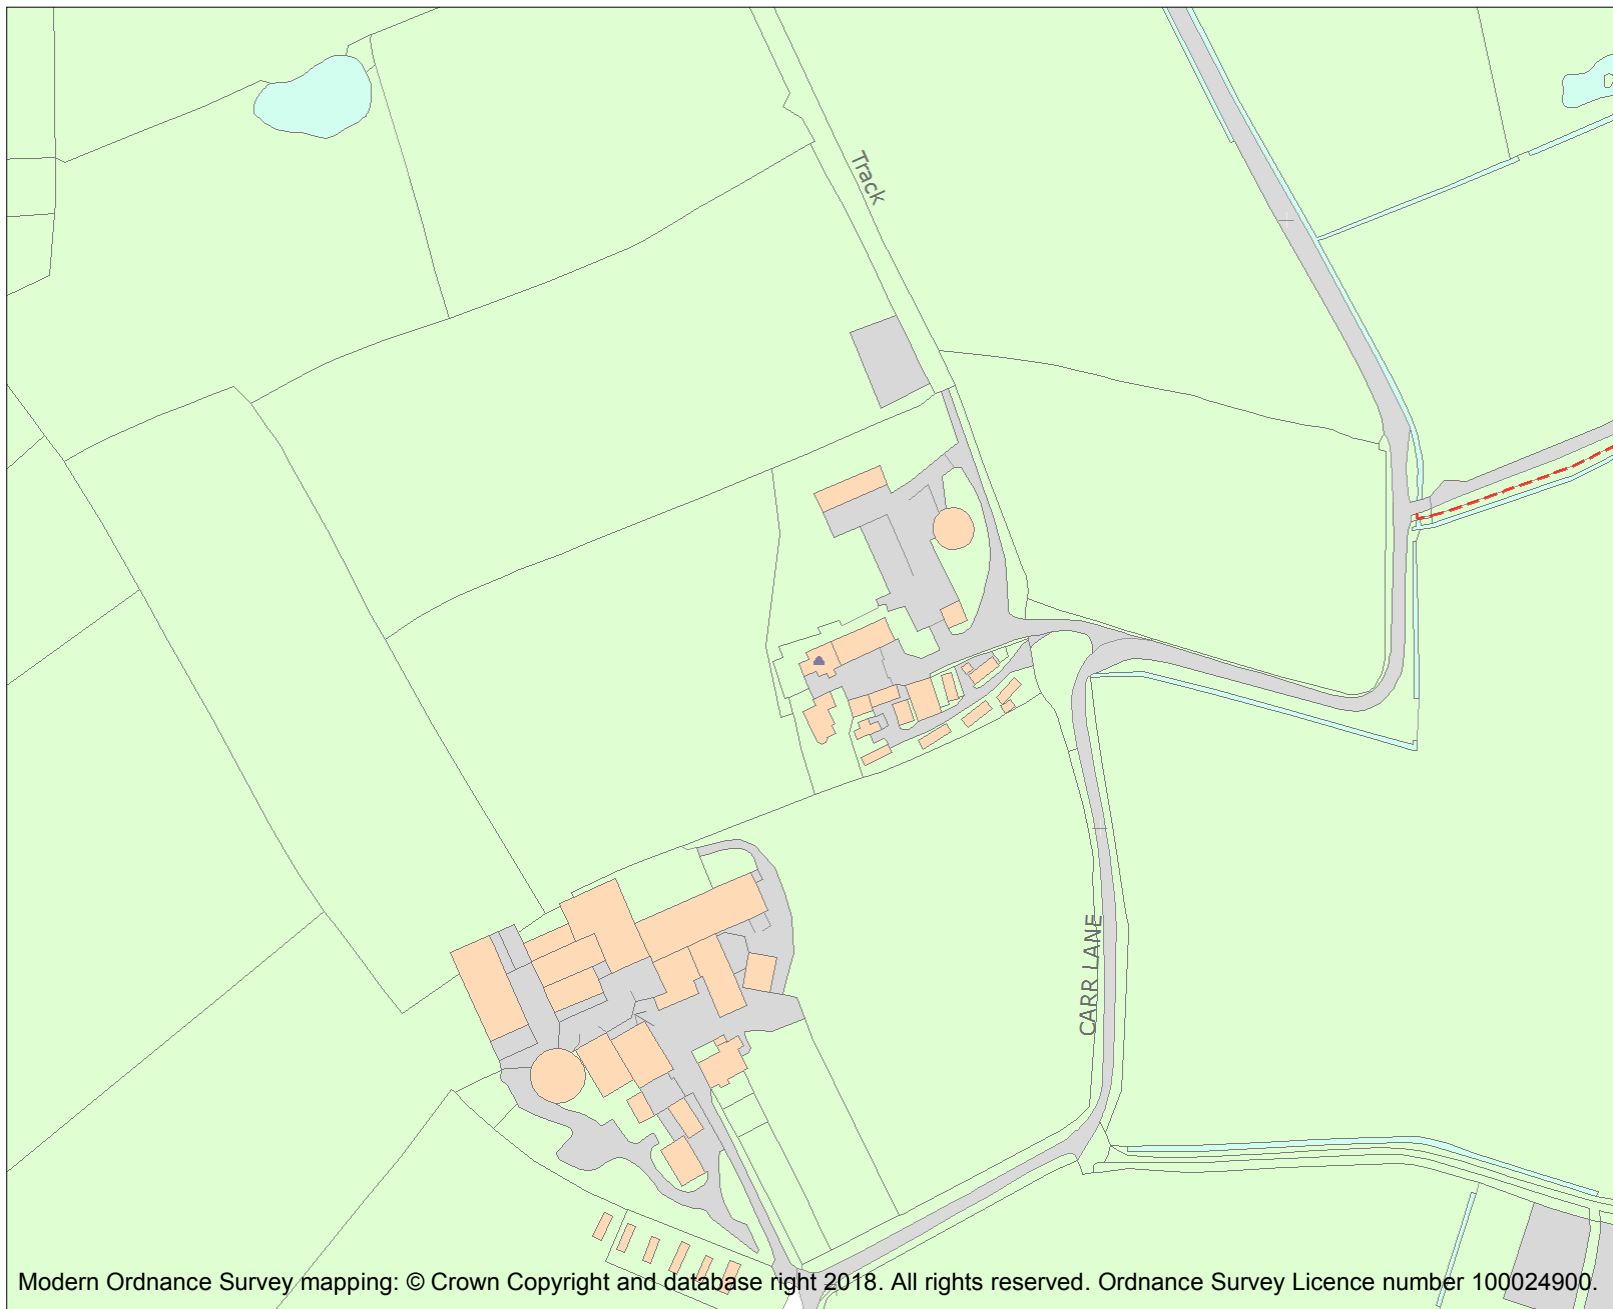 Track
CARR LANE
Modern Ordnance Survey mapping: © Crown Copyright and database right 2018. All rights reserved. Ordnance Survey Licence number 100024900.